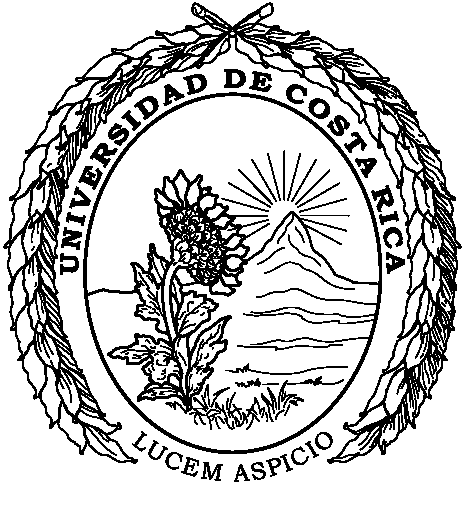 UNIVERSIDAD DE COSTA RICA
LUCEM ASPICIO